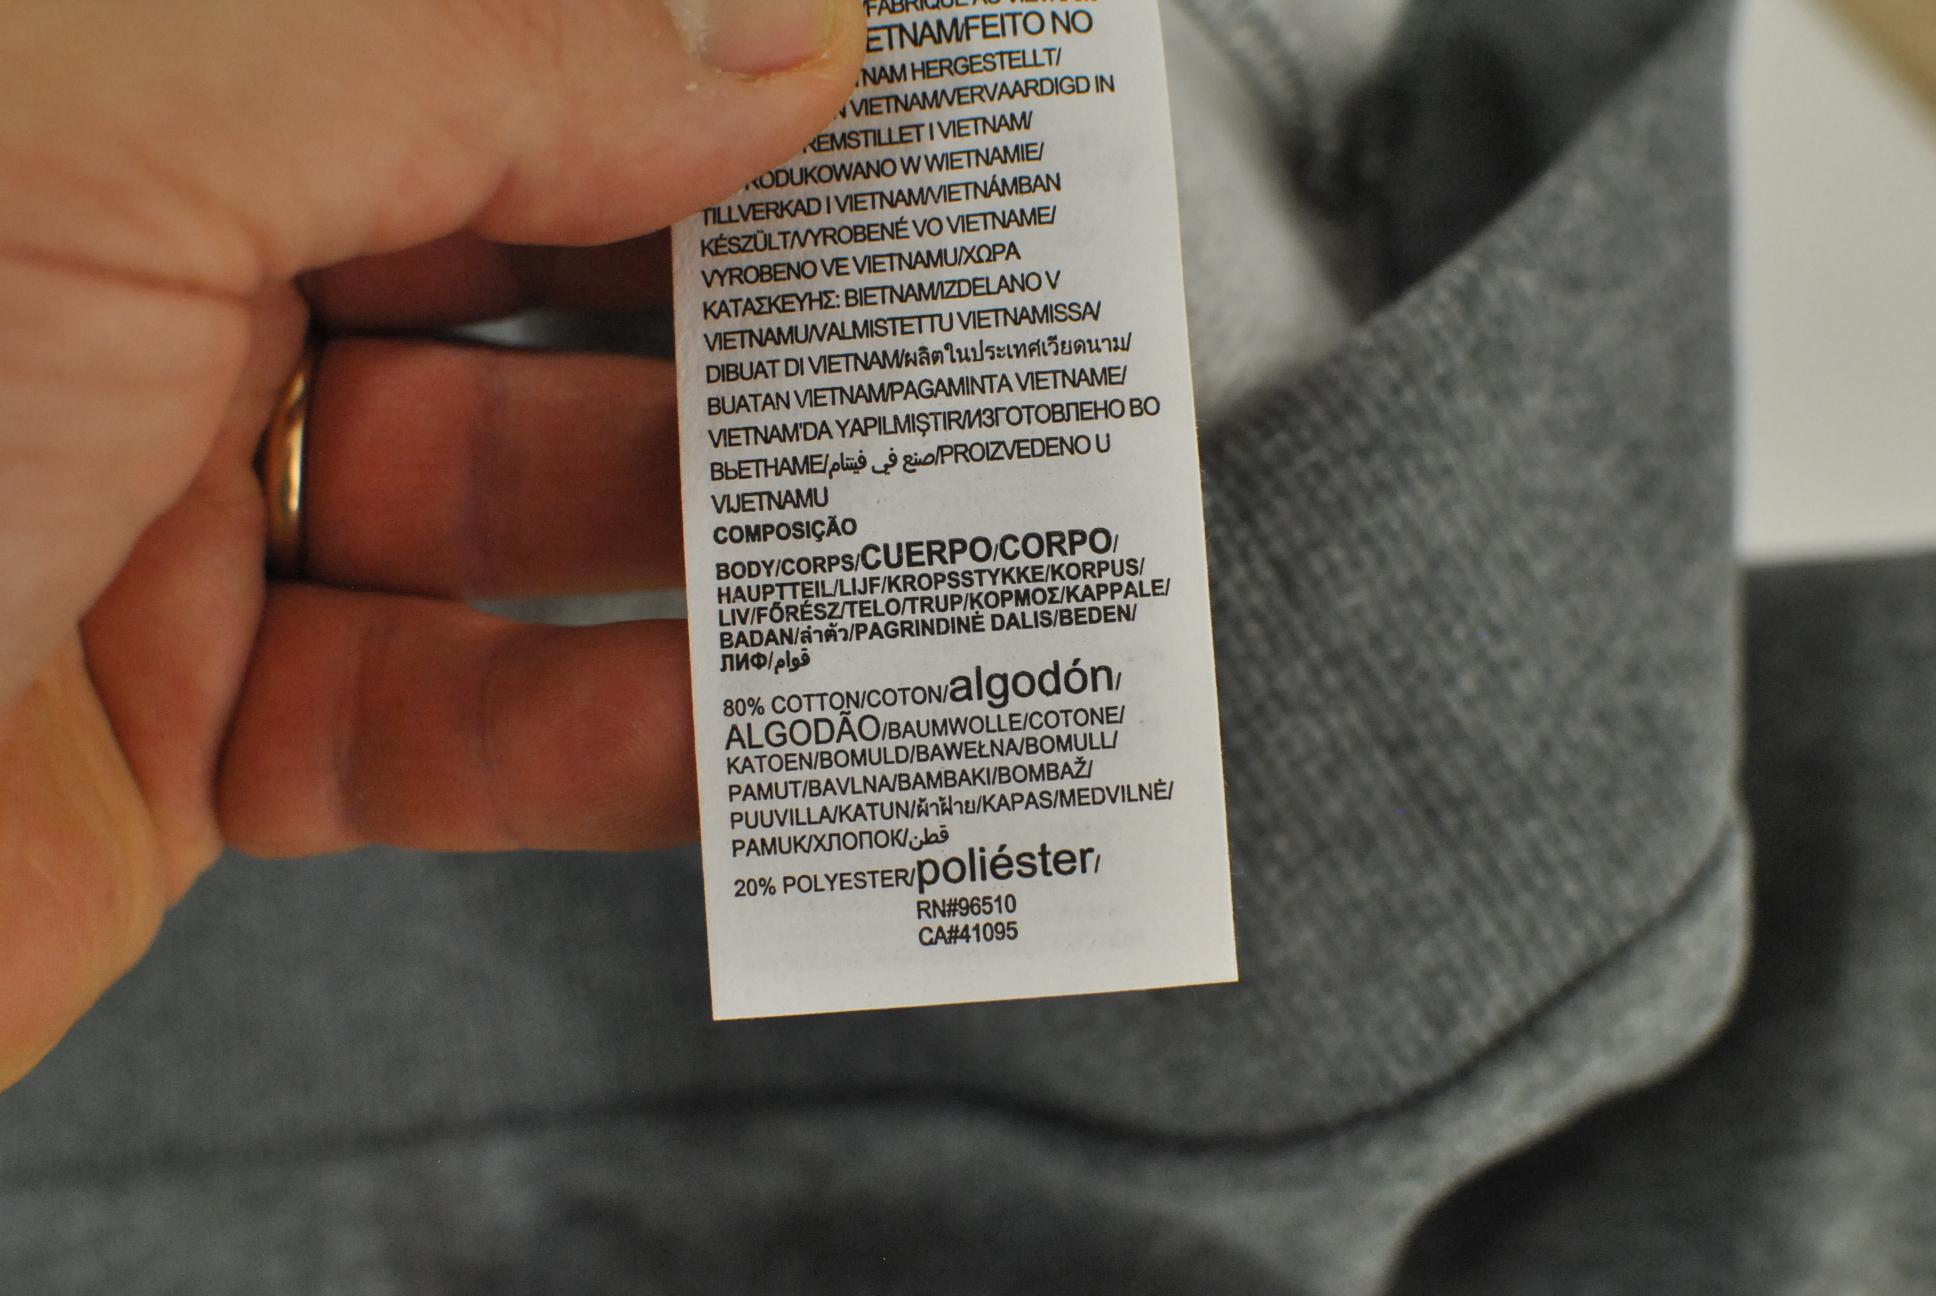 ETNAM/FEITO NO
NAM HERGESTELLT/
VIETNAM/VERVAARDIGD IN
REMSTILLET I VIETNAM/
RODUKOWANO W WIETNAMIE/
TILLVERKAD I VIETNAM/VIETNÁMBAN
KÉSZÜLT/VYROBENÉ VO VIETNAME/
VYROBENO VE VIETNAMU/ΧΩΡΑ
ΚΑΤΑΣΚΕΥΗΣ: ΒΙΕΤΝΑΜ/IZDELANO V
VIETNAMU/VALMISTETTU VIETNAMISSA/
DIBUAT DI VIETNAM/ผลิตในประเทศเวียดนาม/
BUATAN VIETNAM/PAGAMINTA VIETNAME/
VIETNAM'DA YAPILMIŞTIR/ИЗГОТОВЛЕНО ВО
ВЬЕТНАМЕ/صنع في فيتنام/PROIZVEDENO U
VIJETNAMU
COMPOSIÇÃO
BODY/CORPS/CUERPO/CORPO/
HAUPTTEIL/LIJF/KROPSSTYKKE/KORPUS/
LIV/FŐRÉSZ/TELO/TRUP/ΚΟΡΜΟΣ/KAPPALE/
BADAN/ลำตัว/PAGRINDINĖ DALIS/BEDEN/
ЛИФ/قوام
80% COTTON/COTON/algodón/
ALGODÃO/BAUMWOLLE/COTONE/
KATOEN/BOMULD/BAWEŁNA/BOMULL/
PAMUT/BAVLNA/BAMBAKI/BOMBAŽ/
PUUVILLA/KATUN/ผ้าฝ้าย/KAPAS/MEDVILNĖ/
PAMUK/ХЛОПОК/قطن
20% POLYESTER/poliéster/
RN#96510
CA#41095